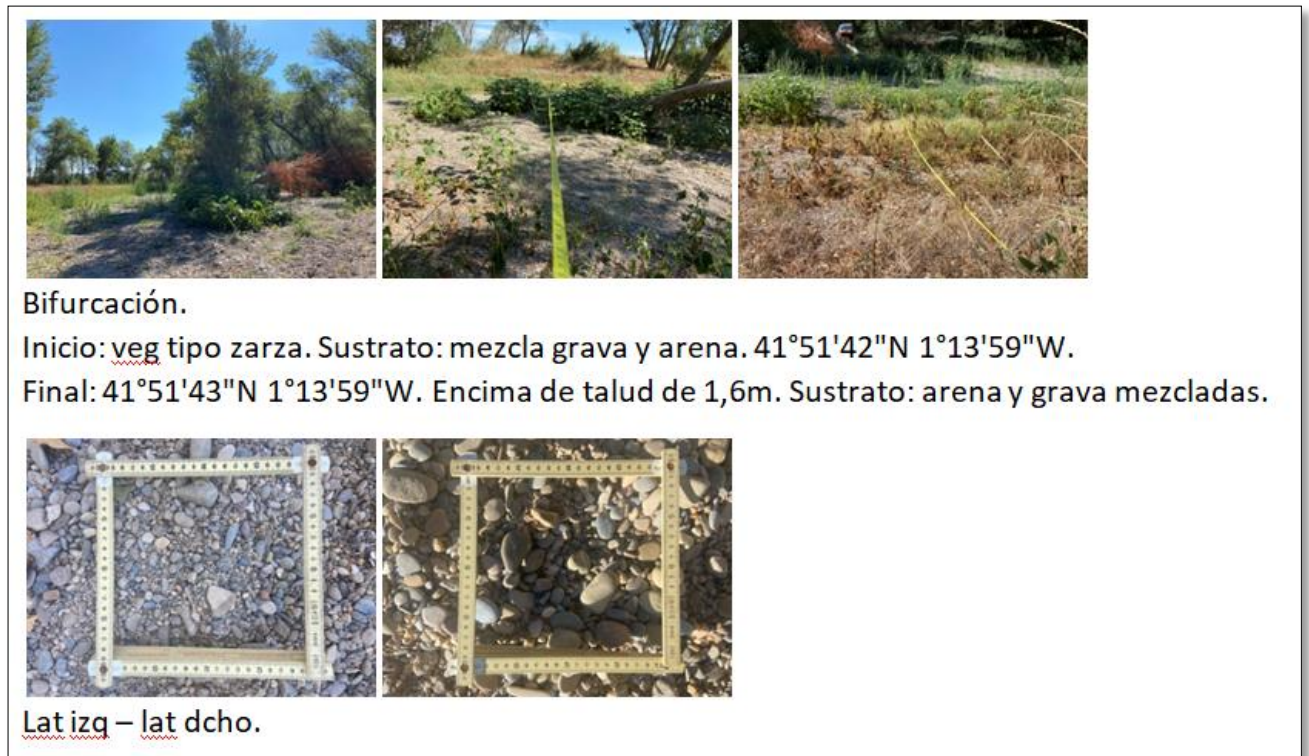 Bifurcación.
Inicio: veg tipo zarza. Sustrato: mezcla grava y arena. 41°51'42"N 1°13'59"W.
Final: 41°51'43"N 1°13'59"W. Encima de talud de 1,6m. Sustrato: arena y grava mezcladas.
Lat izq – lat dcho.